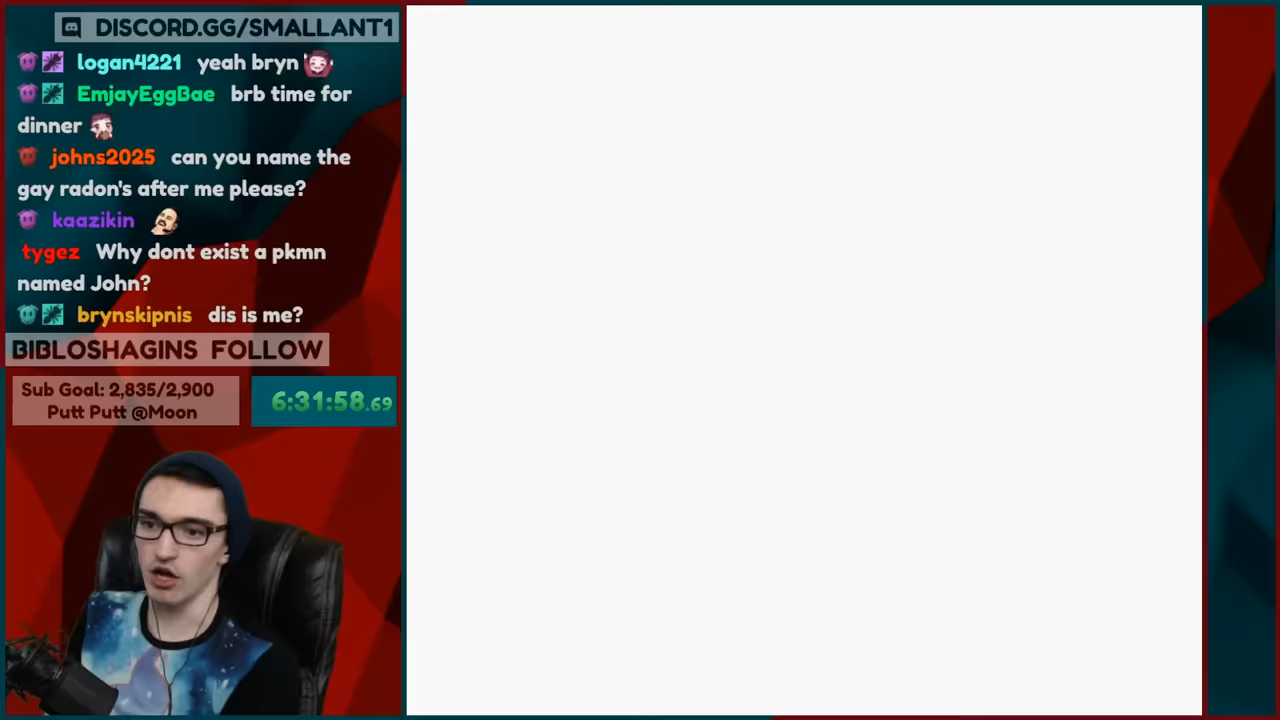 DISCORD.GG/SMALLANT1
logan4221 yeah bryn
EmjayEggBae brb time for
dinner
johns2025 can you name the
gay radon's after me please?
kaazikin
tygez Why dont exist a pkmn
named John?
brynskipnis dis is me?
BIBLOSHAGINS FOLLOW
Sub Goal: 2,835/2,900
Putt Putt @Moon
6:31:58.69